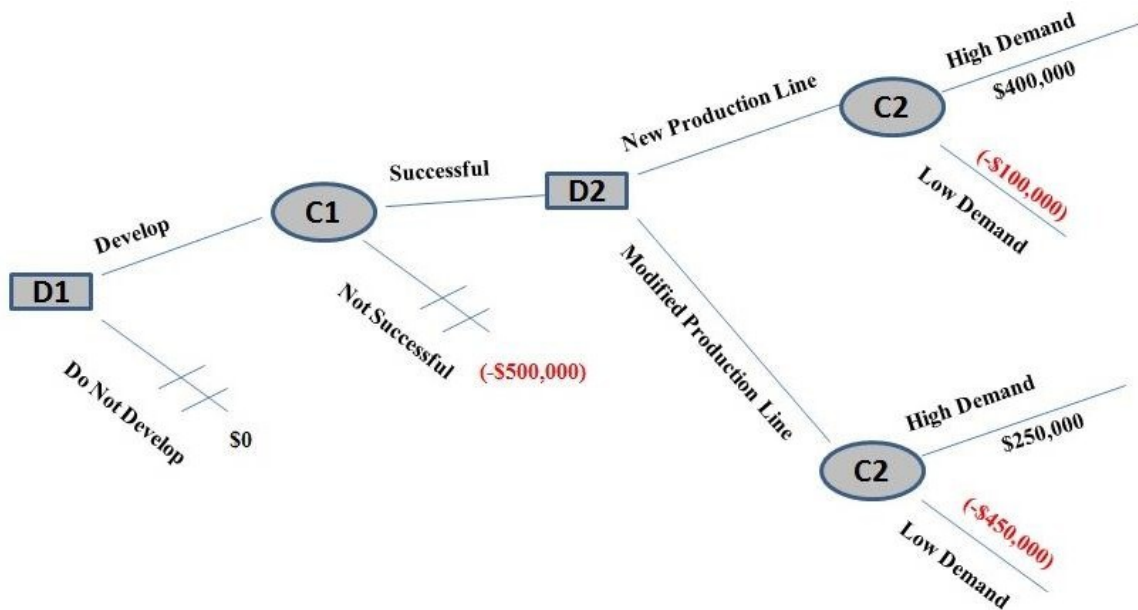 D1
Develop
Do Not Develop
$0
C1
Successful
Not Successful
(-$500,000)
D2
New Production Line
Modified Production Line
C2
High Demand
$400,000
(-$100,000)
Low Demand
C2
High Demand
$250,000
(-$450,000)
Low Demand